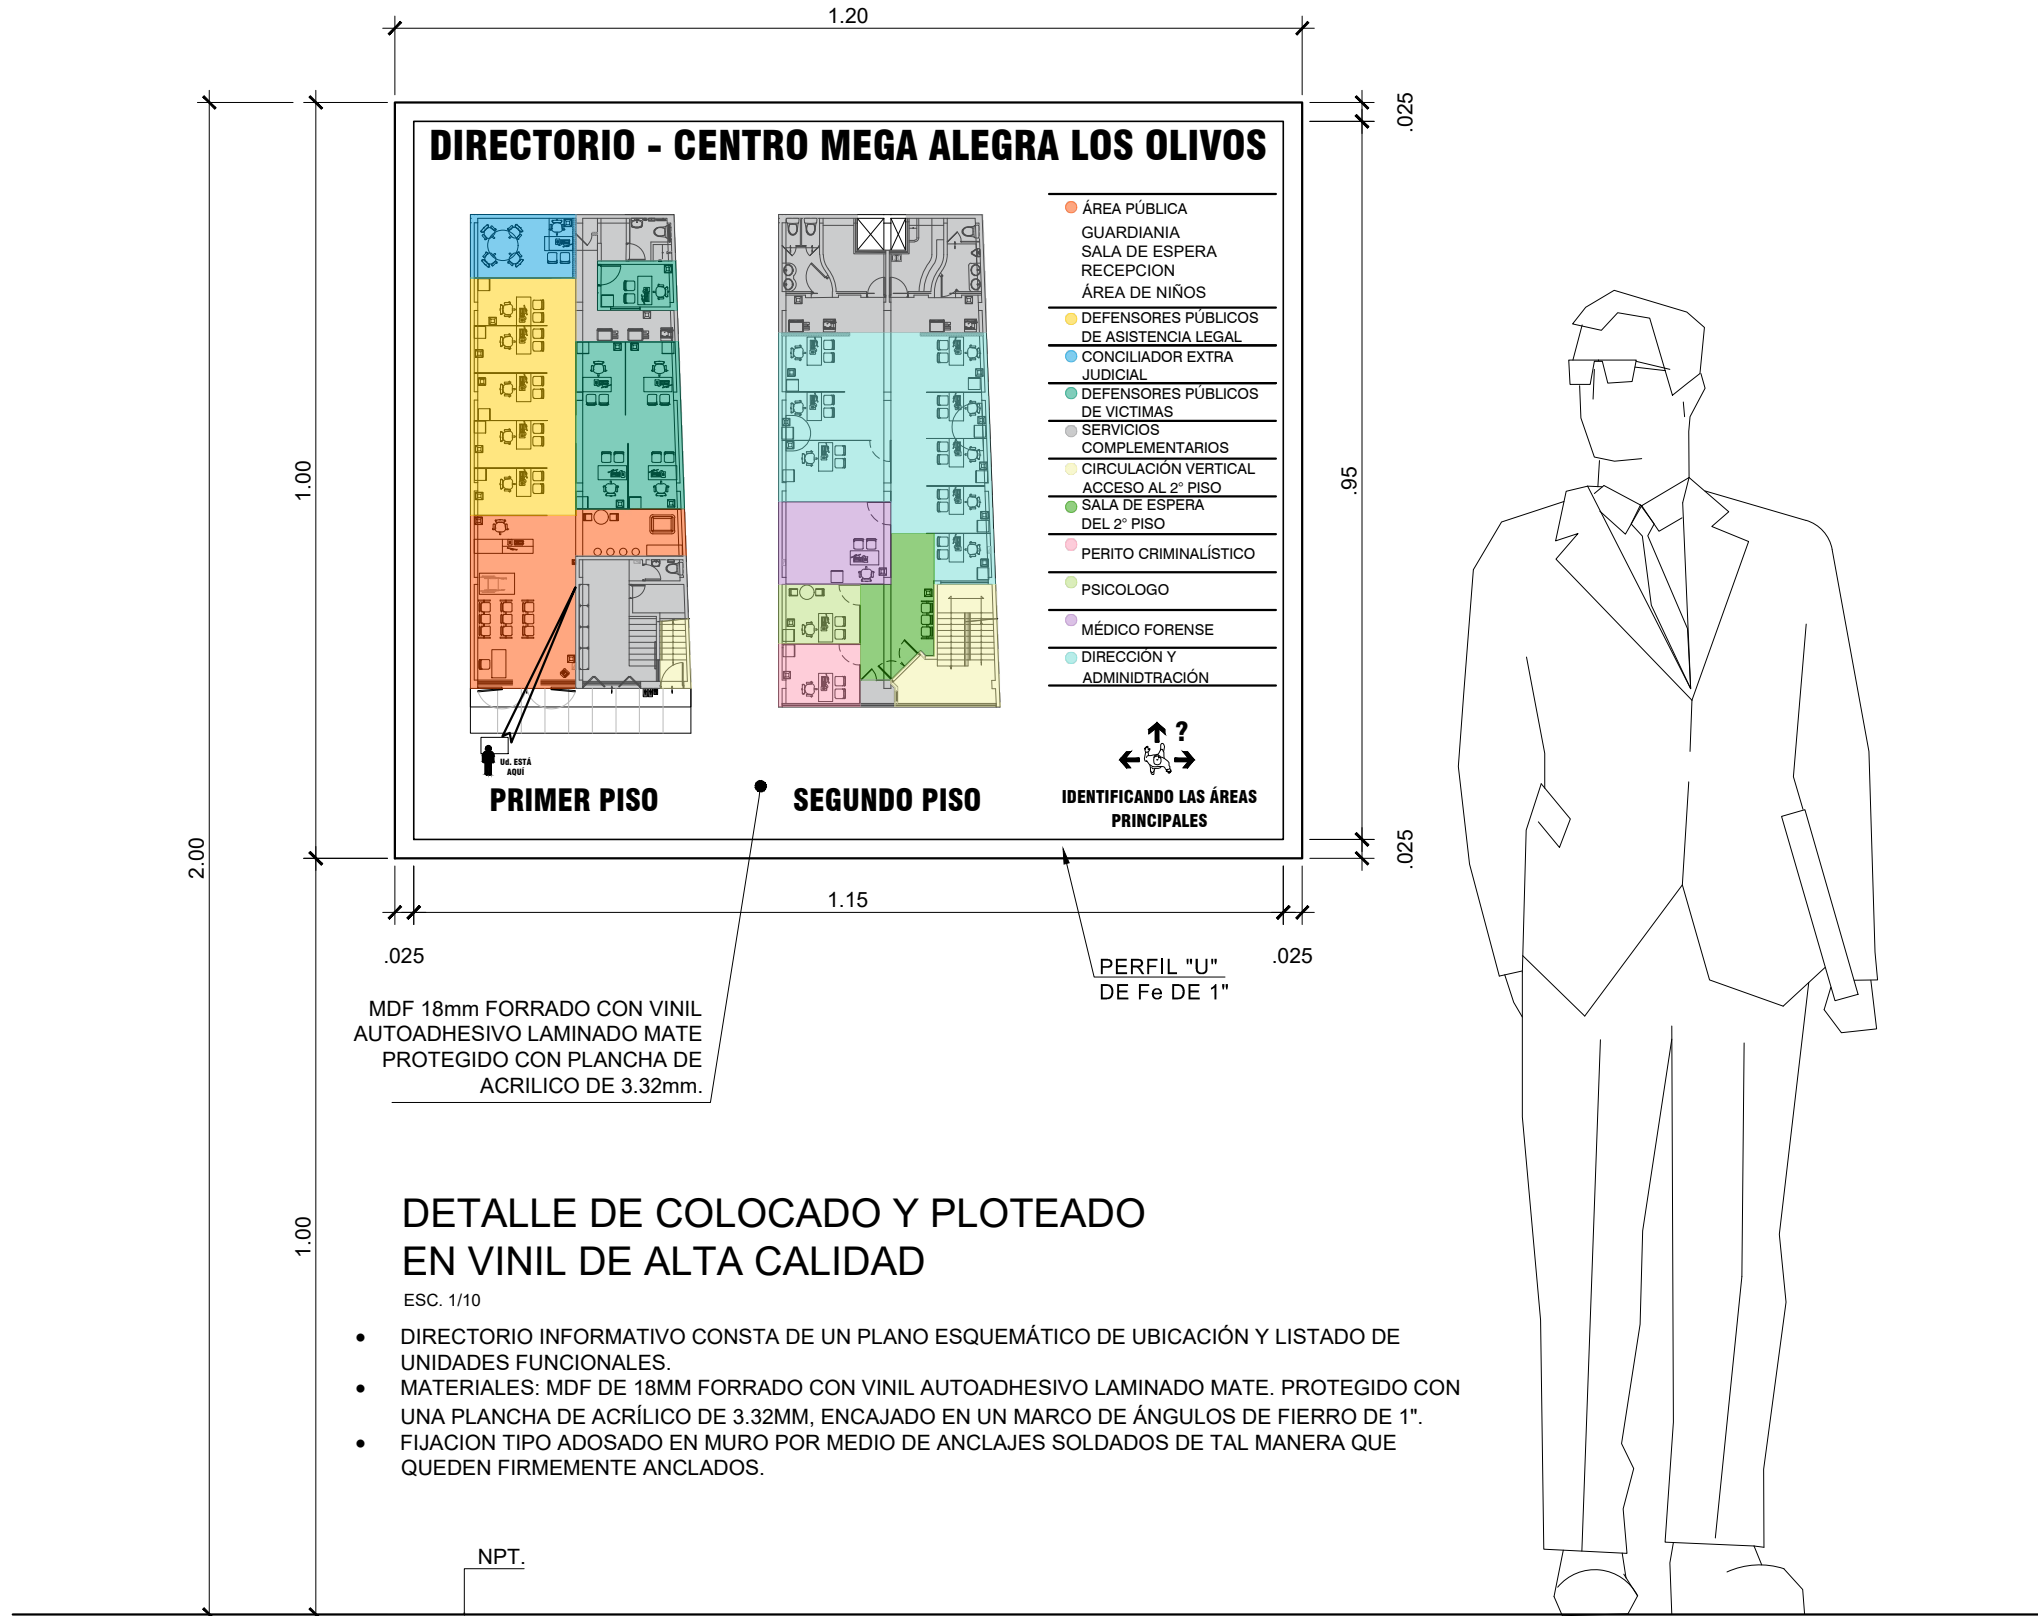 1.20
.025
DIRECTORIO - CENTRO MEGA ALEGRA LOS OLIVOS
ÁREA PÚBLICA
GUARDIANIA
SALA DE ESPERA
RECEPCION
ÁREA DE NIÑOS
DEFENSORES PÚBLICOS
DE ASISTENCIA LEGAL
CONCILIADOR EXTRA
JUDICIAL
DEFENSORES PÚBLICOS
DE VICTIMAS
SERVICIOS
COMPLEMENTARIOS
CIRCULACIÓN VERTICAL
ACCESO AL 2° PISO
SALA DE ESPERA
DEL 2° PISO
PERITO CRIMINALÍSTICO
PSICOLOGO
MÉDICO FORENSE
DIRECCIÓN Y
ADMINIDTRACIÓN
1.00
.95
?
Ud. ESTÁ
AQUÍ
PRIMER PISO
SEGUNDO PISO
IDENTIFICANDO LAS ÁREAS
PRINCIPALES
2.00
.025
1.15
.025
.025
PERFIL "U"
DE Fe DE 1"
MDF 18mm FORRADO CON VINIL
AUTOADHESIVO LAMINADO MATE
PROTEGIDO CON PLANCHA DE
ACRILICO DE 3.32mm.
1.00
DETALLE DE COLOCADO Y PLOTEADO
EN VINIL DE ALTA CALIDAD
ESC. 1/10
• DIRECTORIO INFORMATIVO CONSTA DE UN PLANO ESQUEMÁTICO DE UBICACIÓN Y LISTADO DE
UNIDADES FUNCIONALES.
• MATERIALES: MDF DE 18MM FORRADO CON VINIL AUTOADHESIVO LAMINADO MATE. PROTEGIDO CON
UNA PLANCHA DE ACRÍLICO DE 3.32MM, ENCAJADO EN UN MARCO DE ÁNGULOS DE FIERRO DE 1".
• FIJACION TIPO ADOSADO EN MURO POR MEDIO DE ANCLAJES SOLDADOS DE TAL MANERA QUE
QUEDEN FIRMEMENTE ANCLADOS.
NPT.